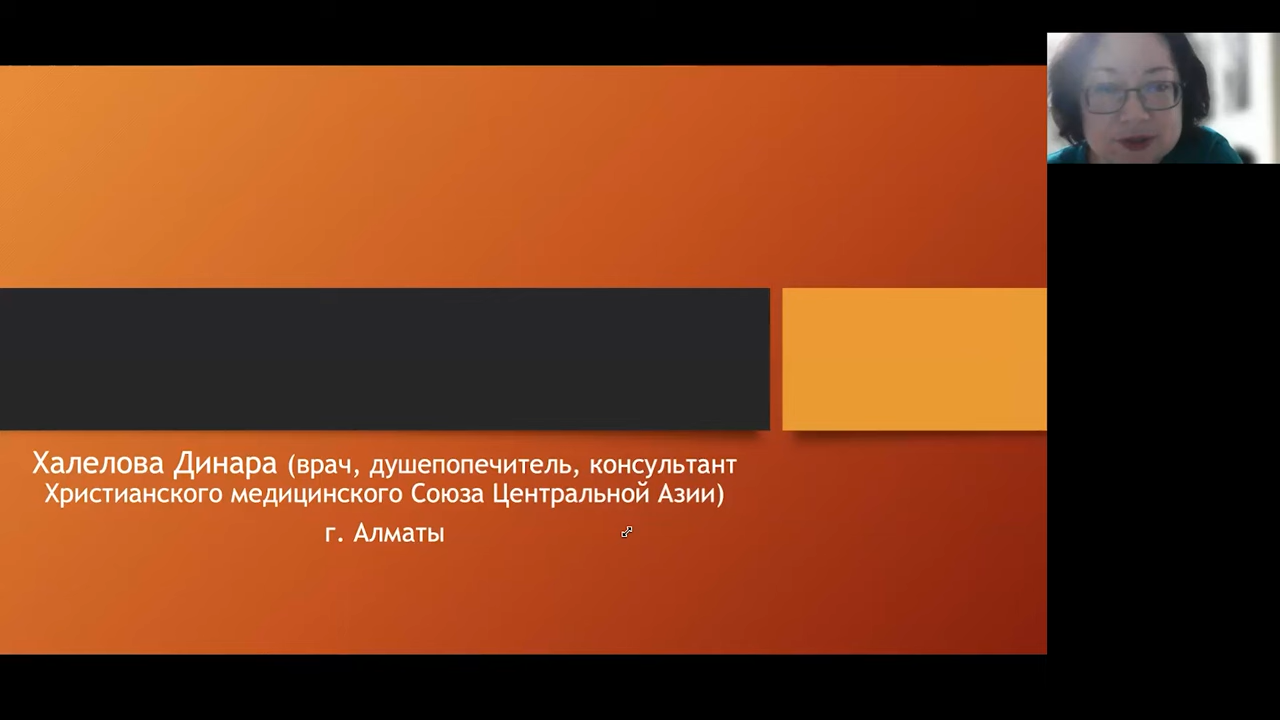 Халелова Динара (врач, душепопечитель, консультант
Христианского медицинского Союза Центральной Азии)
г. Алматы